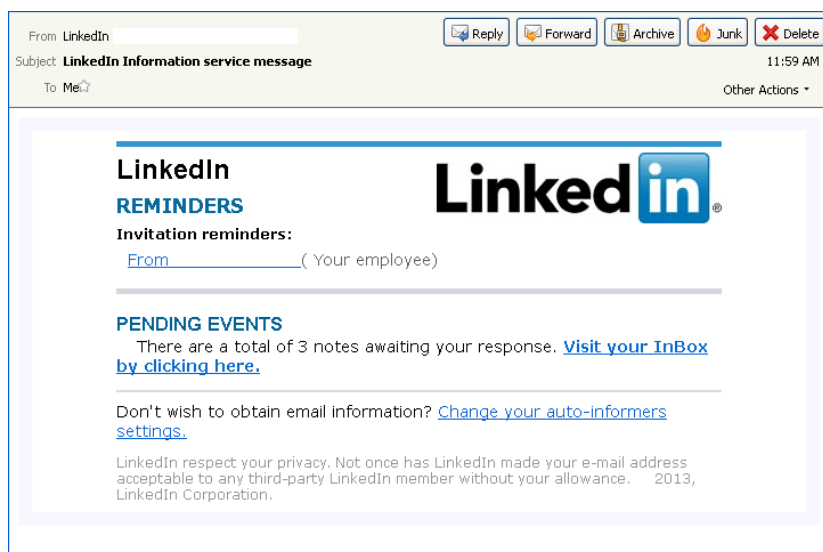 From LinkedIn
Reply Forward Archive Junk Delete
Subject LinkedIn Information service message
11:59 AM
To Me
Other Actions
LinkedIn
Linked in ®
REMINDERS
Invitation reminders:
From ( Your employee)
PENDING EVENTS
There are a total of 3 notes awaiting your response. Visit your InBox
by clicking here.
Don't wish to obtain email information? Change your auto-informers
settings.
LinkedIn respect your privacy. Not once has LinkedIn made your e-mail address
acceptable to any third-party LinkedIn member without your allowance. 2013,
LinkedIn Corporation.